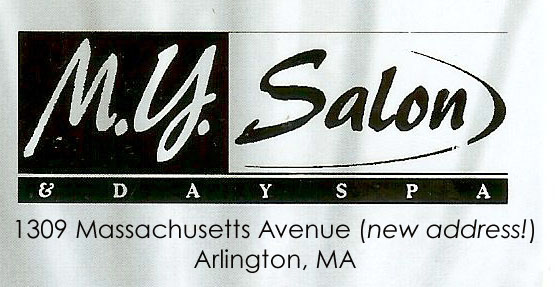 M.Y. Salon
& DAY SPA
1309 Massachusetts Avenue (new address!)
Arlington, MA